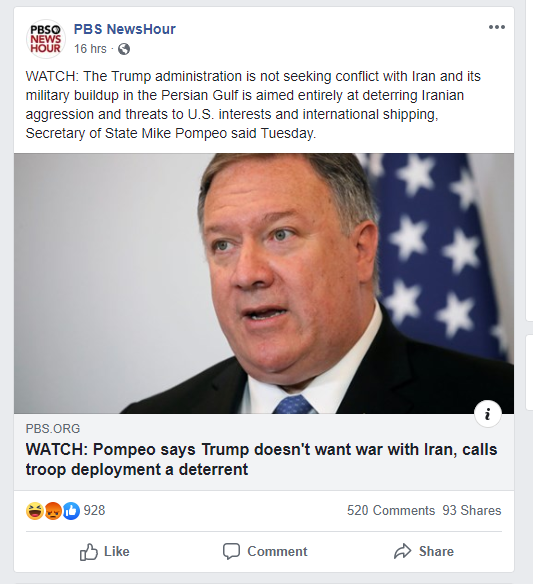 PBS
NEWS
HOUR
PBS NewsHour
16 hrs ·
WATCH: The Trump administration is not seeking conflict with Iran and its
military buildup in the Persian Gulf is aimed entirely at deterring Iranian
aggression and threats to U.S. interests and international shipping,
Secretary of State Mike Pompeo said Tuesday.
i
PBS.ORG
WATCH: Pompeo says Trump doesn't want war with Iran, calls
troop deployment a deterrent
928
520 Comments 93 Shares
Like Comment Share